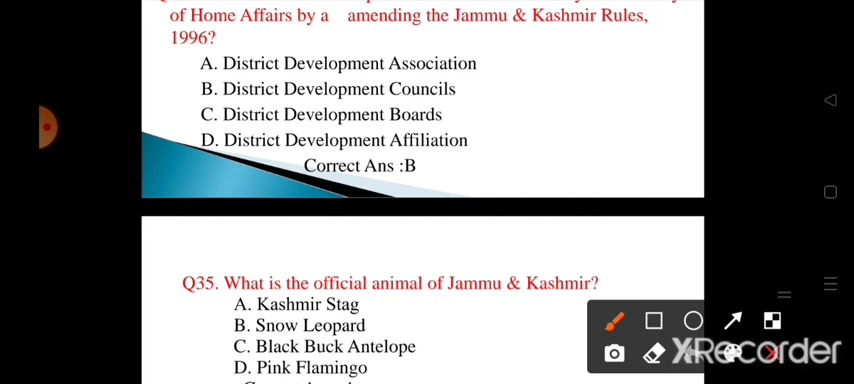 of Home Affairs by a amending the Jammu & Kashmir Rules,
1996?
A. District Development Association
B. District Development Councils
C. District Development Boards
D. District Development Affiliation
Correct Ans :B
Q35. What is the official animal of Jammu & Kashmir?
A. Kashmir Stag
B. Snow Leopard
C. Black Buck Antelope
D. Pink Flamingo
XRecorder